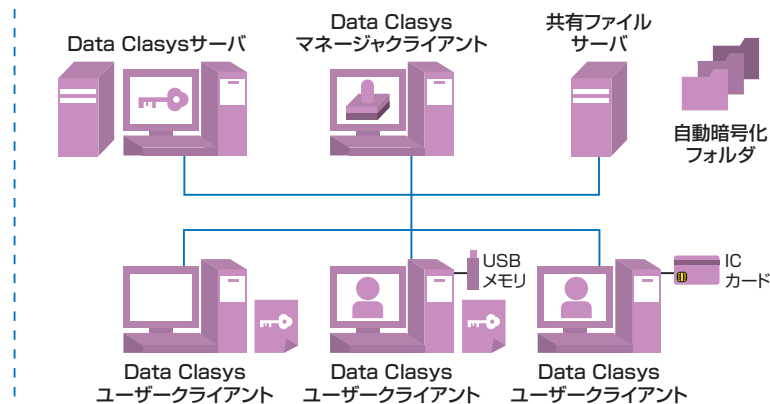 Data Clasysサーバ
Data Clasys
マネージャクライアント
共有ファイル
サーバ
自動暗号化
フォルダ
USB
メモリ
IC
カード
Data Clasys
ユーザークライアント
Data Clasys
ユーザークライアント
Data Clasys
ユーザークライアント